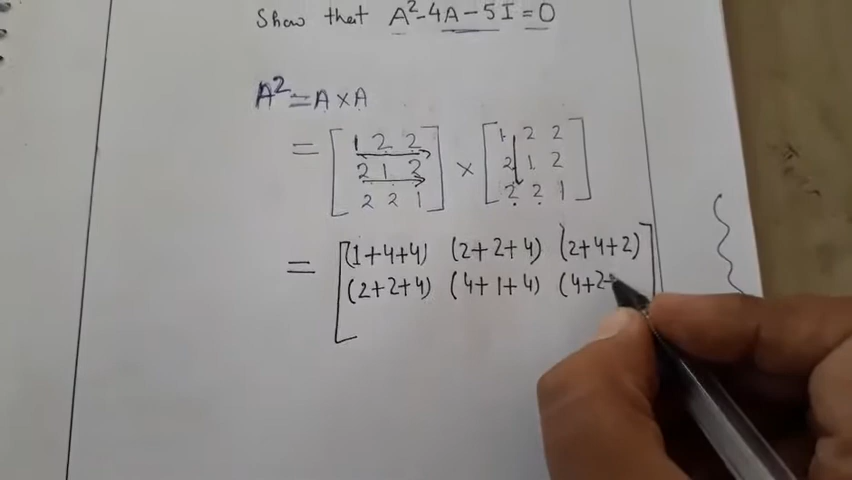 Show that A²-4A-5I=0
A²=A×A
= [1 2 2 × [1 2 2
2 1 2 2 1 2
2 2 1] 2 2 1]
= [(1+4+4) (2+2+4) (2+4+2)
(2+2+4) (4+1+4) (4+2+